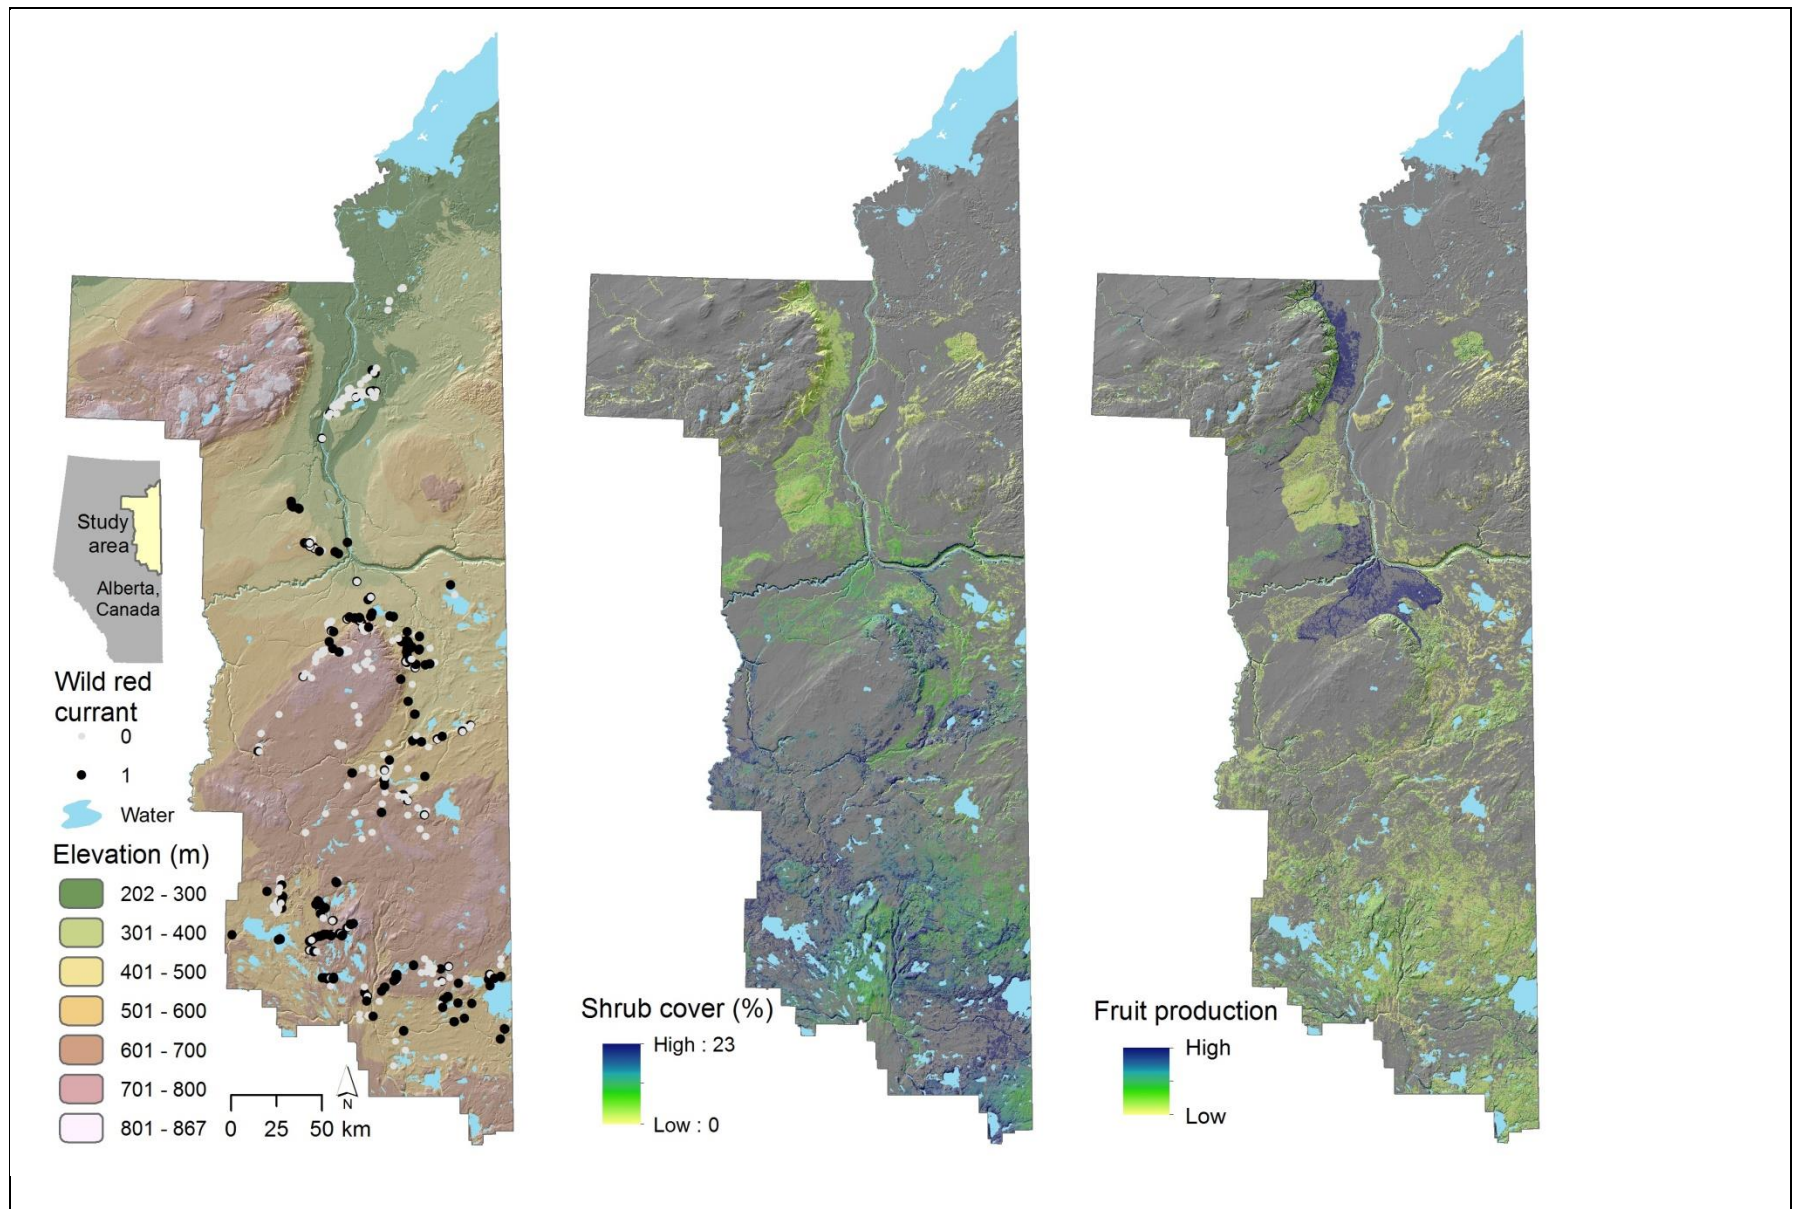 Study
area
Alberta,
Canada
Wild red
currant
0
1
Water
Elevation (m)
202 - 300
301 - 400
401 - 500
501 - 600
601 - 700
701 - 800
801 - 867
N
0 25 50 km
Shrub cover (%)
High : 23
Low : 0
Fruit production
High
Low